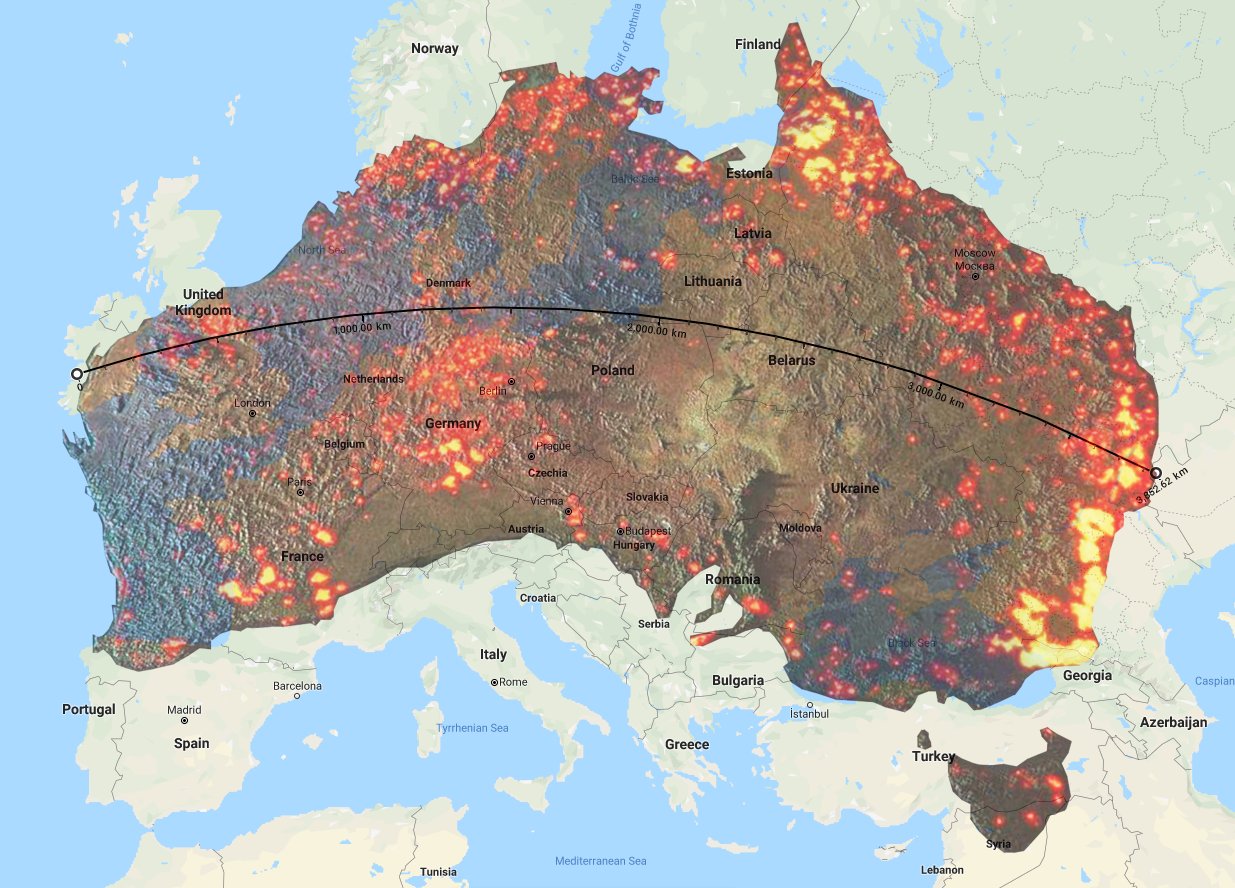 Norway
Gulf of Bothnia
Finland
Estonia
Baltic Sea
Latvia
North Sea
Moscow
Москва
Denmark
Lithuania
United
Kingdom
1,000.00 km
2,000.00 km
Belarus
0
Netherlands
Poland
Berlin
3,000.00 km
London
Germany
Belgium
Prague
Czechia
Paris
3,852.62 km
Ukraine
Slovakia
Vienna
Austria
Budapest
Hungary
Moldova
France
Romania
Croatia
Serbia
Black Sea
Italy
Georgia
Rome
Bulgaria
Caspian
Barcelona
Portugal
Madrid
Spain
İstanbul
Tyrrhenian Sea
Greece
Azerbaijan
Turkey
Syria
Mediterranean Sea
Tunisia
Lebanon